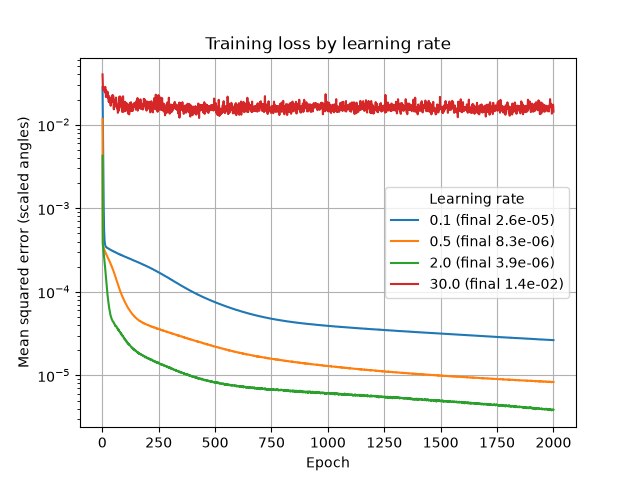 Training loss by learning rate
Mean squared error (scaled angles)
10⁻²
10⁻³
10⁻⁴
10⁻⁵
Learning rate
0.1 (final 2.6e-05)
0.5 (final 8.3e-06)
2.0 (final 3.9e-06)
30.0 (final 1.4e-02)
0 250 500 750 1000 1250 1500 1750 2000
Epoch